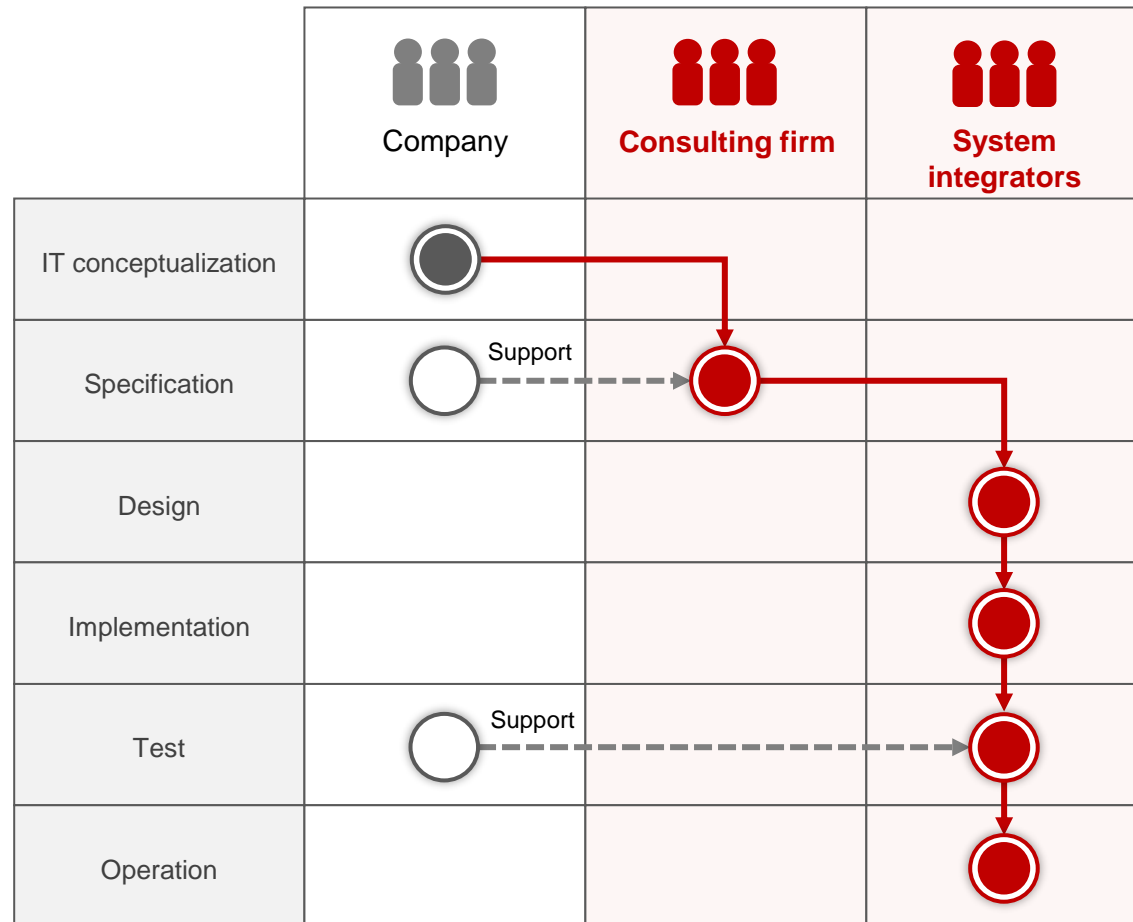 Company
Consulting firm
System
integrators
IT conceptualization
Specification
Support
Design
Implementation
Test
Support
Operation